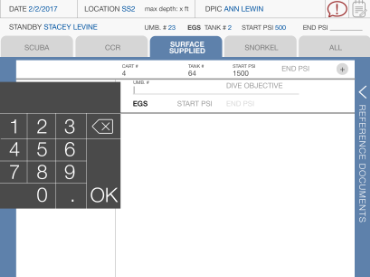 DATE 2/2/2017 LOCATION SS2 max depth: x ft DPIC ANN LEWIN
STANDBY STACEY LEVINE UMB. # 23 EGS TANK # 2 START PSI 500 END PSI
SCUBA CCR SURFACE SUPPLIED SNORKEL ALL
CART # TANK # START PSI END PSI +
4 64 1500
UMB. # DIVE OBJECTIVE
EGS START PSI END PSI
1 2 3
4 5 6
7 8 9
0 . OK
REFERENCE DOCUMENTS